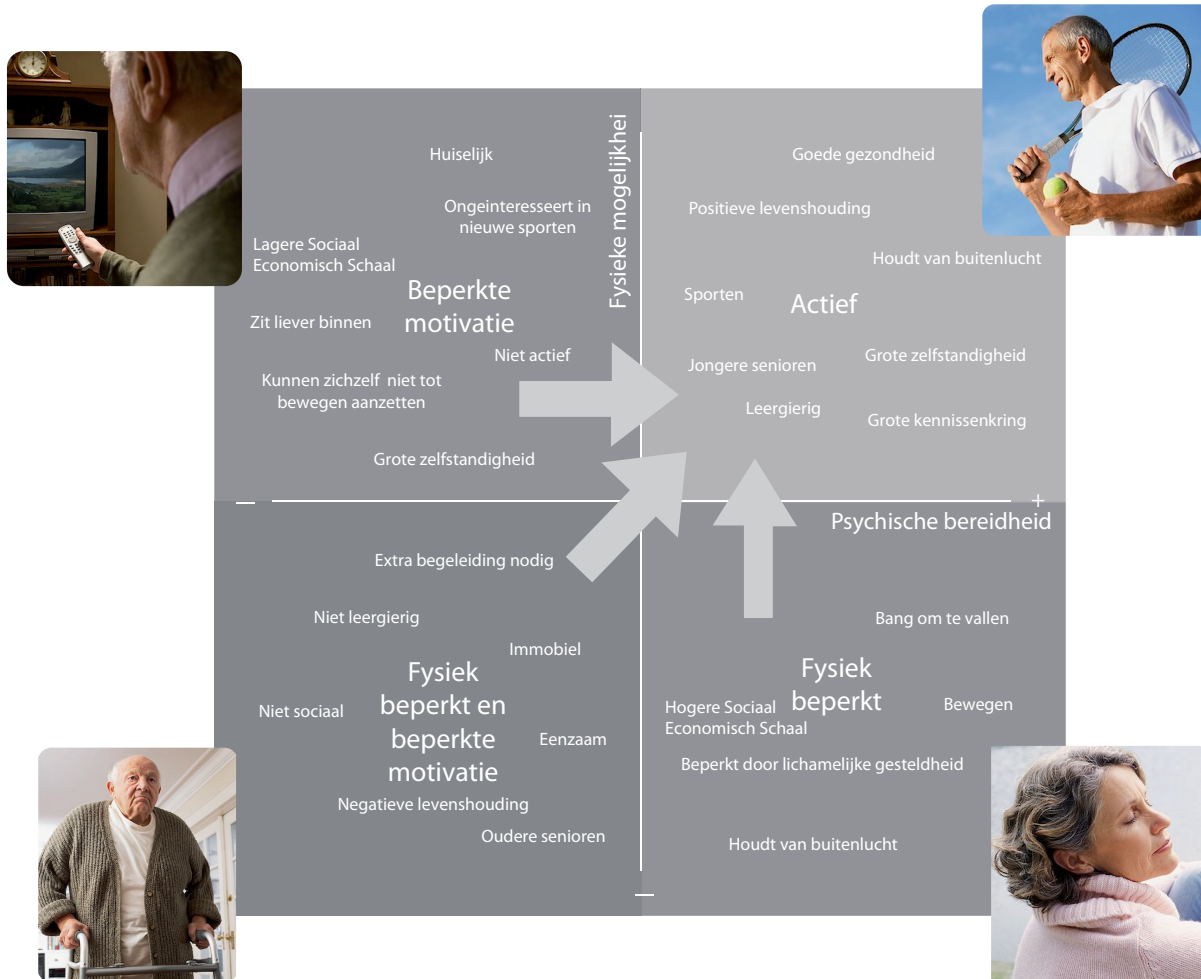 Fysieke mogelijkhei
Huiselijk
Ongeinteresseert in
nieuwe sporten
Lagere Sociaal
Economisch Schaal
Beperkte
motivatie
Zit liever binnen
Niet actief
Kunnen zichzelf niet tot
bewegen aanzetten
Grote zelfstandigheid
Goede gezondheid
Positieve levenshouding
Houdt van buitenlucht
Sporten
Actief
Jongere senioren
Grote zelfstandigheid
Leergierig
Grote kennissenkring
— +
Psychische bereidheid
Extra begeleiding nodig
Niet leergierig
Immobiel
Fysiek
beperkt en
beperkte
motivatie
Niet sociaal
Eenzaam
Negatieve levenshouding
Oudere senioren
Bang om te vallen
Fysiek
beperkt
Hogere Sociaal
Economisch Schaal
Bewegen
Beperkt door lichamelijke gesteldheid
Houdt van buitenlucht
—